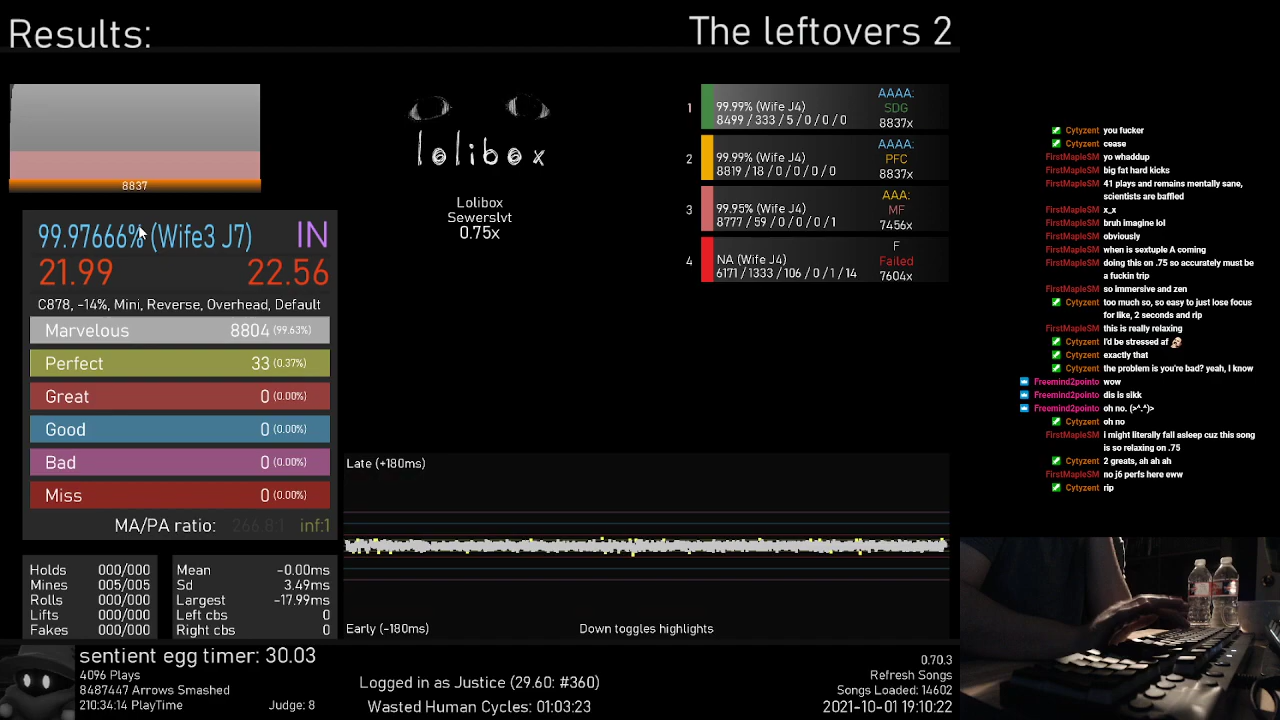 Results:
The leftovers 2
8837
99.97666% (Wife3 J7)
IN
21.99
22.56
C878, -14%, Mini, Reverse, Overhead, Default
Marvelous 8804 (99.63%)
Perfect 33 (0.37%)
Great 0 (0.00%)
Good 0 (0.00%)
Bad 0 (0.00%)
Miss 0 (0.00%)
MA/PA ratio: 266.8:1 inf:1
Holds 000/000
Mines 005/005
Rolls 000/000
Lifts 000/000
Fakes 000/000
Mean -0.00ms
Sd 3.49ms
Largest -17.99ms
Left cbs 0
Right cbs 0
lolibox
Lolibox
Sewerslvt
0.75x
1
99.99% (Wife J4)
8499 / 333 / 5 / 0 / 0 / 0
AAAA:
SDG
8837x
2
99.99% (Wife J4)
8819 / 18 / 0 / 0 / 0 / 0
AAAA:
PFC
8837x
3
99.95% (Wife J4)
8777 / 59 / 0 / 0 / 0 / 1
AAA:
MF
7456x
4
NA (Wife J4)
6171 / 1333 / 106 / 0 / 1 / 14
F
Failed
7604x
Late (+180ms)
Early (-180ms)
Down toggles highlights
sentient egg timer: 30.03
4096 Plays
8487447 Arrows Smashed
210:34:14 PlayTime
Judge: 8
Logged in as Justice (29.60: #360)
Wasted Human Cycles: 01:03:23
0.70.3
Refresh Songs
Songs Loaded: 14602
2021-10-01 19:10:22
Cytyzent you fucker
Cytyzent cease
FirstMapleSM yo whaddup
FirstMapleSM big fat hard kicks
FirstMapleSM 41 plays and remains mentally sane,
scientists are baffled
FirstMapleSM x_x
FirstMapleSM bruh imagine lol
FirstMapleSM obviously
FirstMapleSM when is sextuple A coming
FirstMapleSM doing this on .75 so accurately must be
a fuckin trip
FirstMapleSM so immersive and zen
Cytyzent too much so, so easy to just lose focus
for like, 2 seconds and rip
FirstMapleSM this is really relaxing
Cytyzent I'd be stressed af
Cytyzent exactly that
Cytyzent the problem is you're bad? yeah, I know
Freemind2pointo wow
Freemind2pointo dis is sikk
Freemind2pointo oh no. (>^.^)>
Cytyzent oh no
FirstMapleSM i might literally fall asleep cuz this song
is so relaxing on .75
Cytyzent 2 greats, ah ah ah
FirstMapleSM no j6 perfs here eww
Cytyzent rip